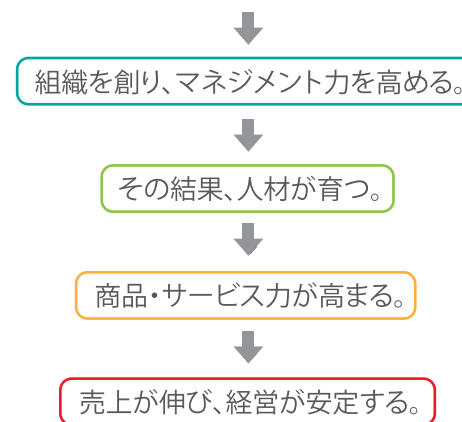 組織を創り、マネジメント力を高める。
その結果、人材が育つ。
商品・サービス力が高まる。
売上が伸び、経営が安定する。